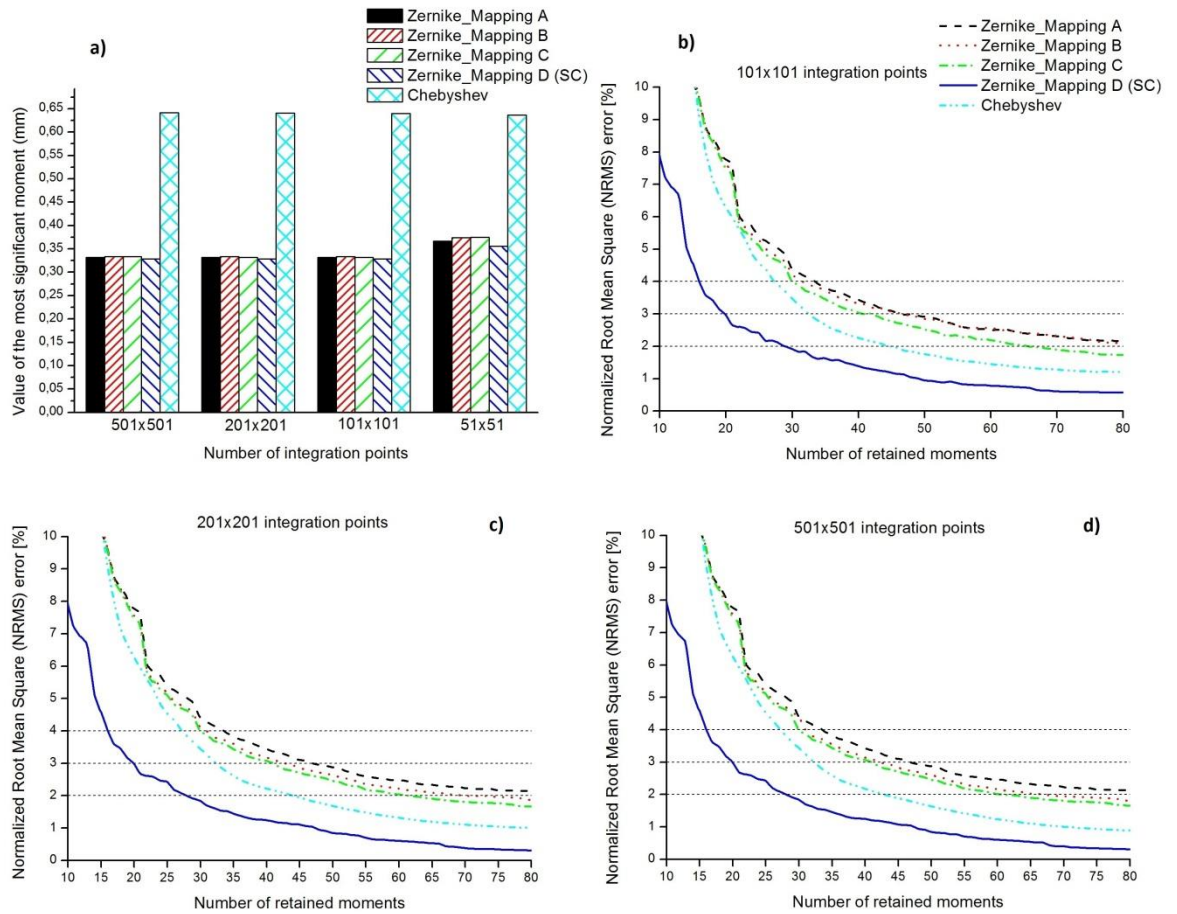 a)
Zernike_Mapping A
Zernike_Mapping B
Zernike_Mapping C
Zernike_Mapping D (SC)
Chebyshev
Value of the most significant moment (mm)
0,65
0,60
0,55
0,50
0,45
0,40
0,35
0,30
0,25
0,20
0,15
0,10
0,05
0,00
501x501 201x201 101x101 51x51
Number of integration points
b)
Zernike_Mapping A
Zernike_Mapping B
Zernike_Mapping C
Zernike_Mapping D (SC)
Chebyshev
101x101 integration points
Normalized Root Mean Square (NRMS) error [%]
10
9
8
7
6
5
4
3
2
1
0
10 15 20 25 30 35 40 45 50 55 60 65 70 75 80
Number of retained moments
c)
201x201 integration points
Normalized Root Mean Square (NRMS) error [%]
10
9
8
7
6
5
4
3
2
1
0
10 15 20 25 30 35 40 45 50 55 60 65 70 75 80
Number of retained moments
d)
501x501 integration points
Normalized Root Mean Square (NRMS) error [%]
10
9
8
7
6
5
4
3
2
1
0
10 15 20 25 30 35 40 45 50 55 60 65 70 75 80
Number of retained moments